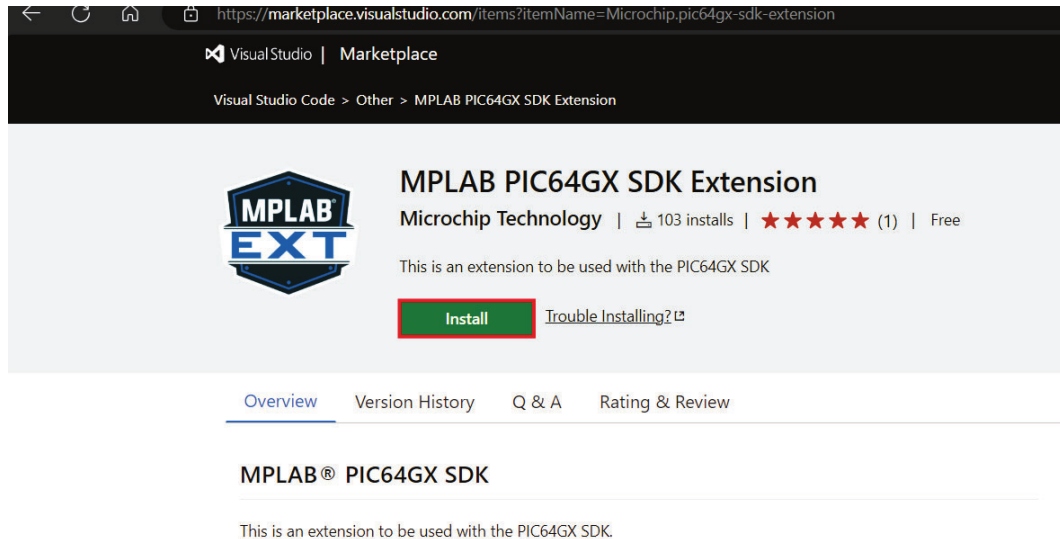 https://marketplace.visualstudio.com/items?itemName=Microchip.pic64gx-sdk-extension
Visual Studio | Marketplace
Visual Studio Code > Other > MPLAB PIC64GX SDK Extension
MPLAB®
EXT
MPLAB PIC64GX SDK Extension
Microchip Technology | 103 installs | ★★★★★ (1) | Free
This is an extension to be used with the PIC64GX SDK
Install Trouble Installing?
Overview Version History Q & A Rating & Review
MPLAB® PIC64GX SDK
This is an extension to be used with the PIC64GX SDK.